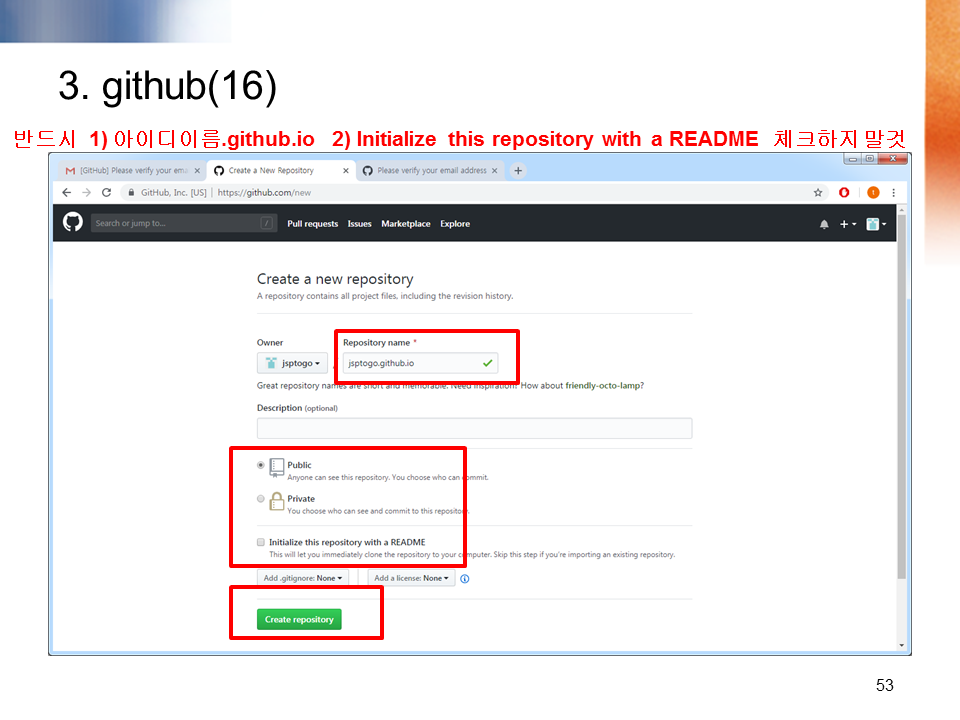 3. github(16)
반드시 1) 아이디이름.github.io 2) Initialize this repository with a README 체크하지 말것
[GitHub] Please verify your ema
Create a New Repository
Please verify your email address
GitHub, Inc. [US] | https://github.com/new
Search or jump to... / Pull requests Issues Marketplace Explore
Create a new repository
A repository contains all project files, including the revision history.
Owner Repository name *
jsptogo jsptogo.github.io
Great repository names are short and memorable. Need inspiration? How about friendly-octo-lamp?
Description (optional)
Public
Anyone can see this repository. You choose who can commit.
Private
You choose who can see and commit to this repository.
Initialize this repository with a README
This will let you immediately clone the repository to your computer. Skip this step if you're importing an existing repository.
Add .gitignore: None Add a license: None
Create repository
53